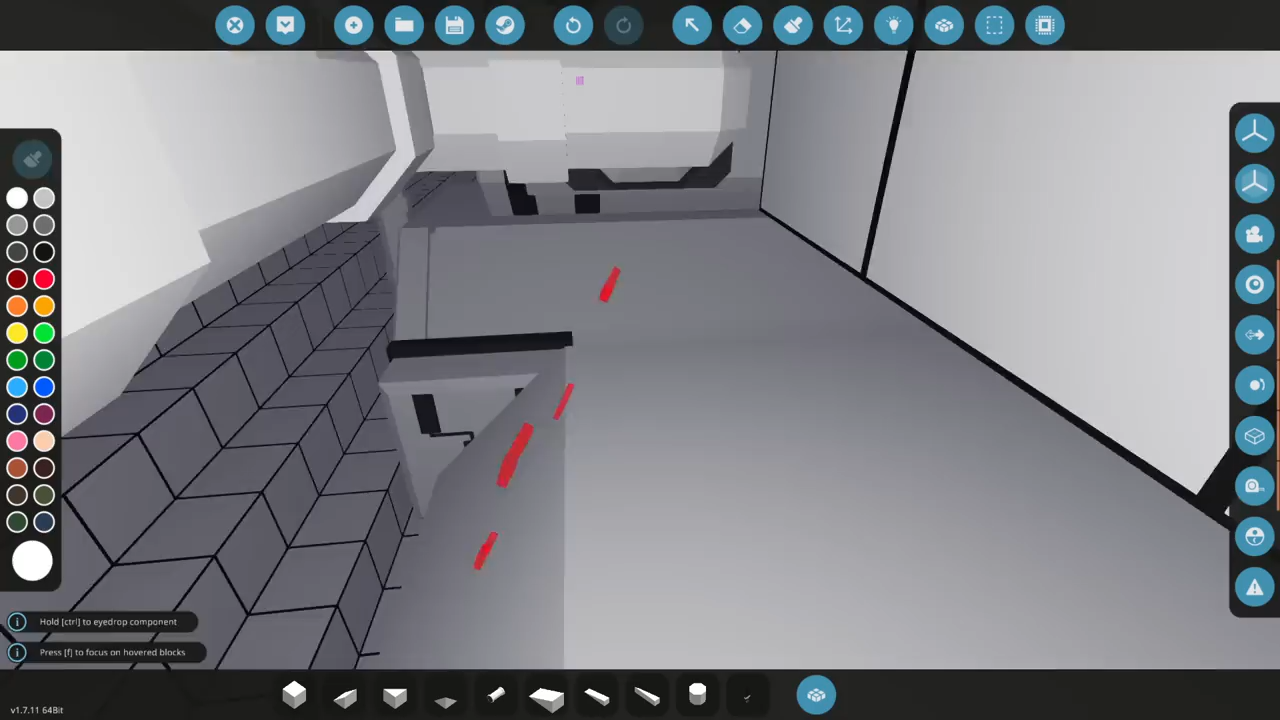 Hold [ctrl] to eyedrop component
Press [f] to focus on hovered blocks
v1.7.11 64Bit